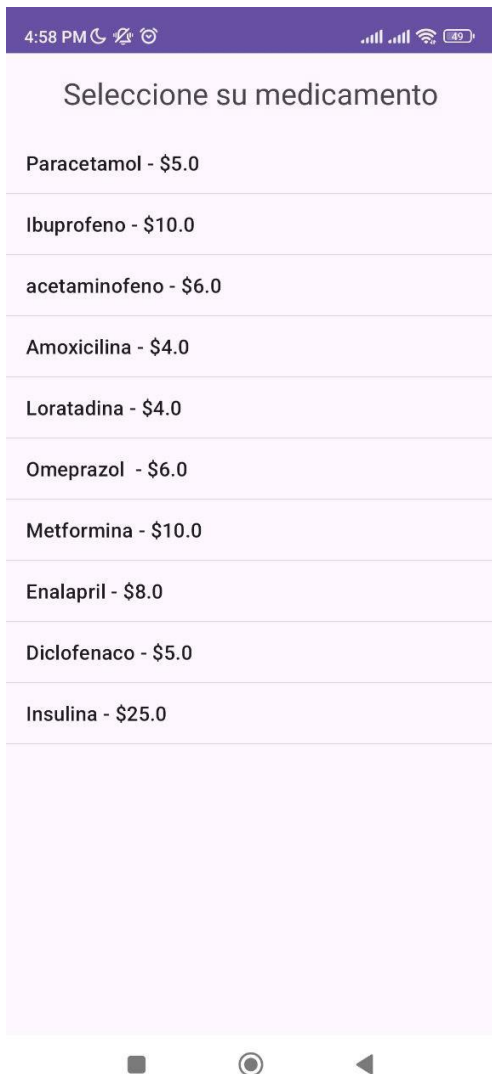 4:58 PM 49
Seleccione su medicamento
Paracetamol - $5.0
Ibuprofeno - $10.0
acetaminofeno - $6.0
Amoxicilina - $4.0
Loratadina - $4.0
Omeprazol  - $6.0
Metformina - $10.0
Enalapril - $8.0
Diclofenaco - $5.0
Insulina - $25.0